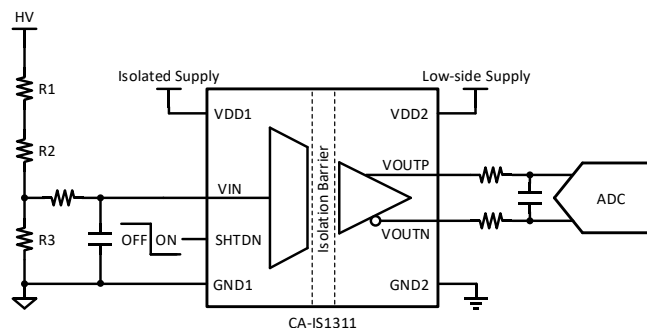 HV
R1
R2
R3
Isolated Supply
Low-side Supply
VDD1
VDD2
VIN
OFF
ON
SHTDN
GND1
Isolation Barrier
VOUTP
VOUTN
GND2
ADC
CA-IS1311